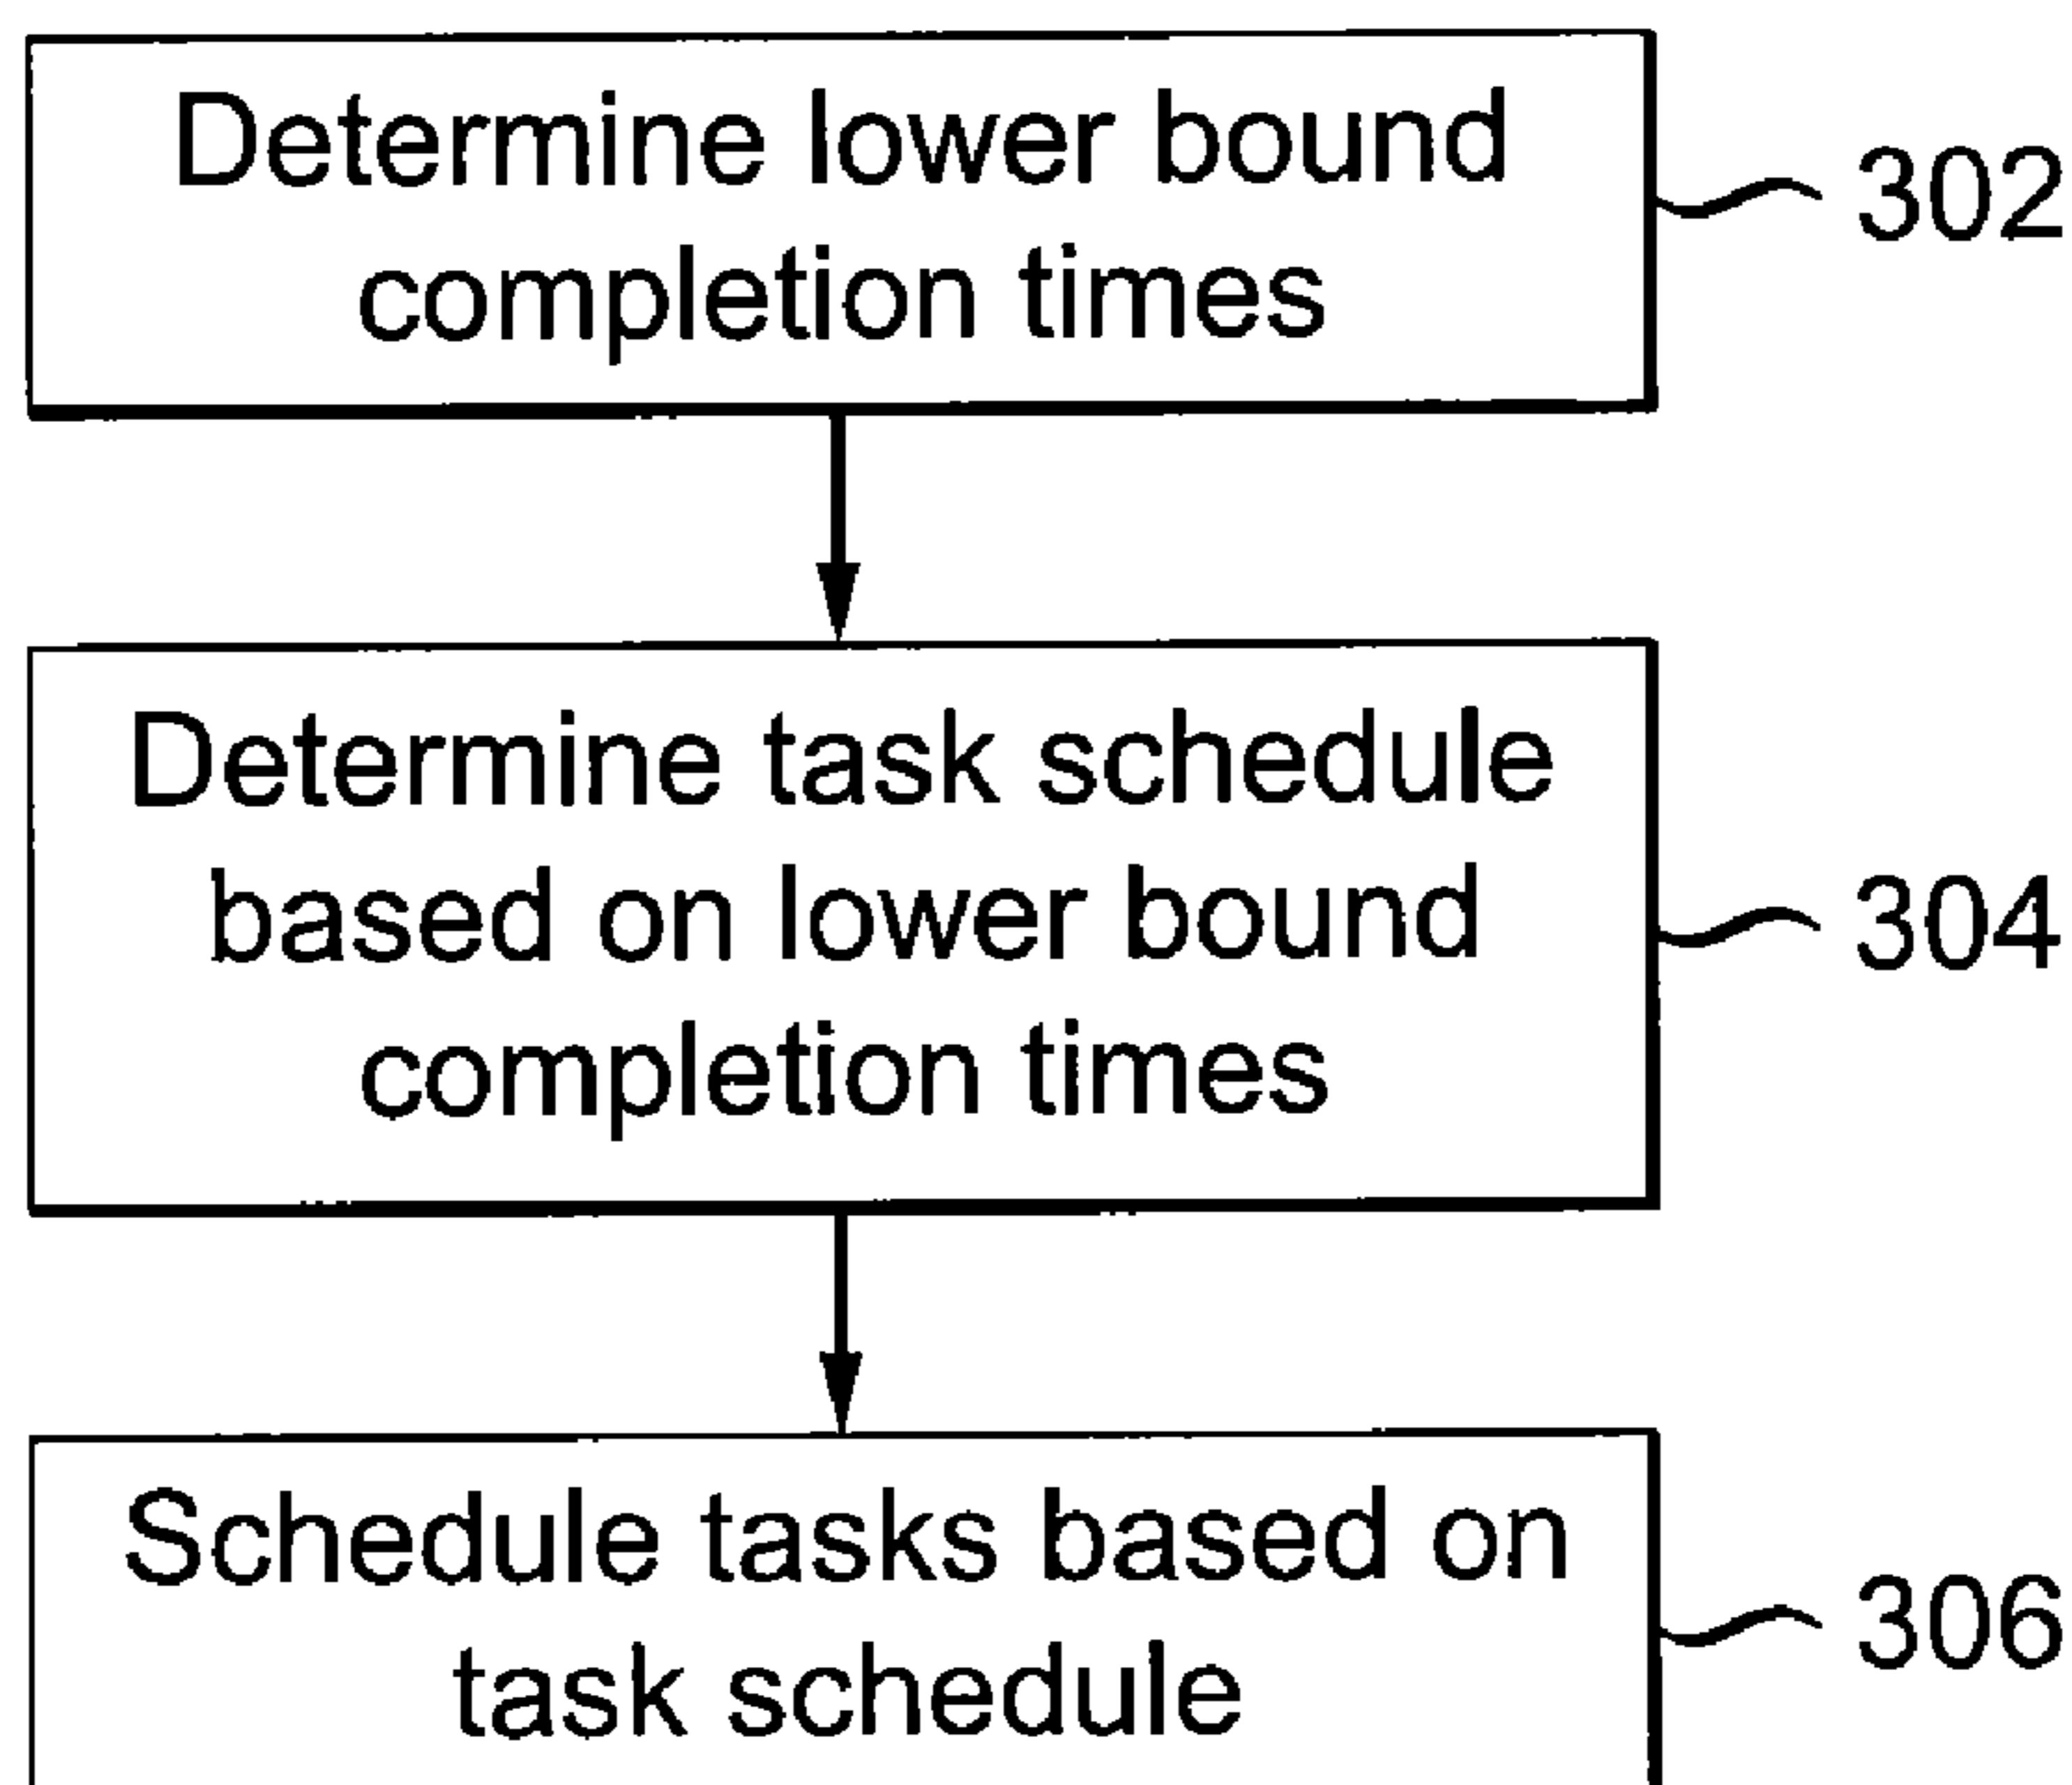 Determine lower bound
completion times
302
Determine task schedule
based on lower bound
completion times
304
Schedule tasks based on
task schedule
306